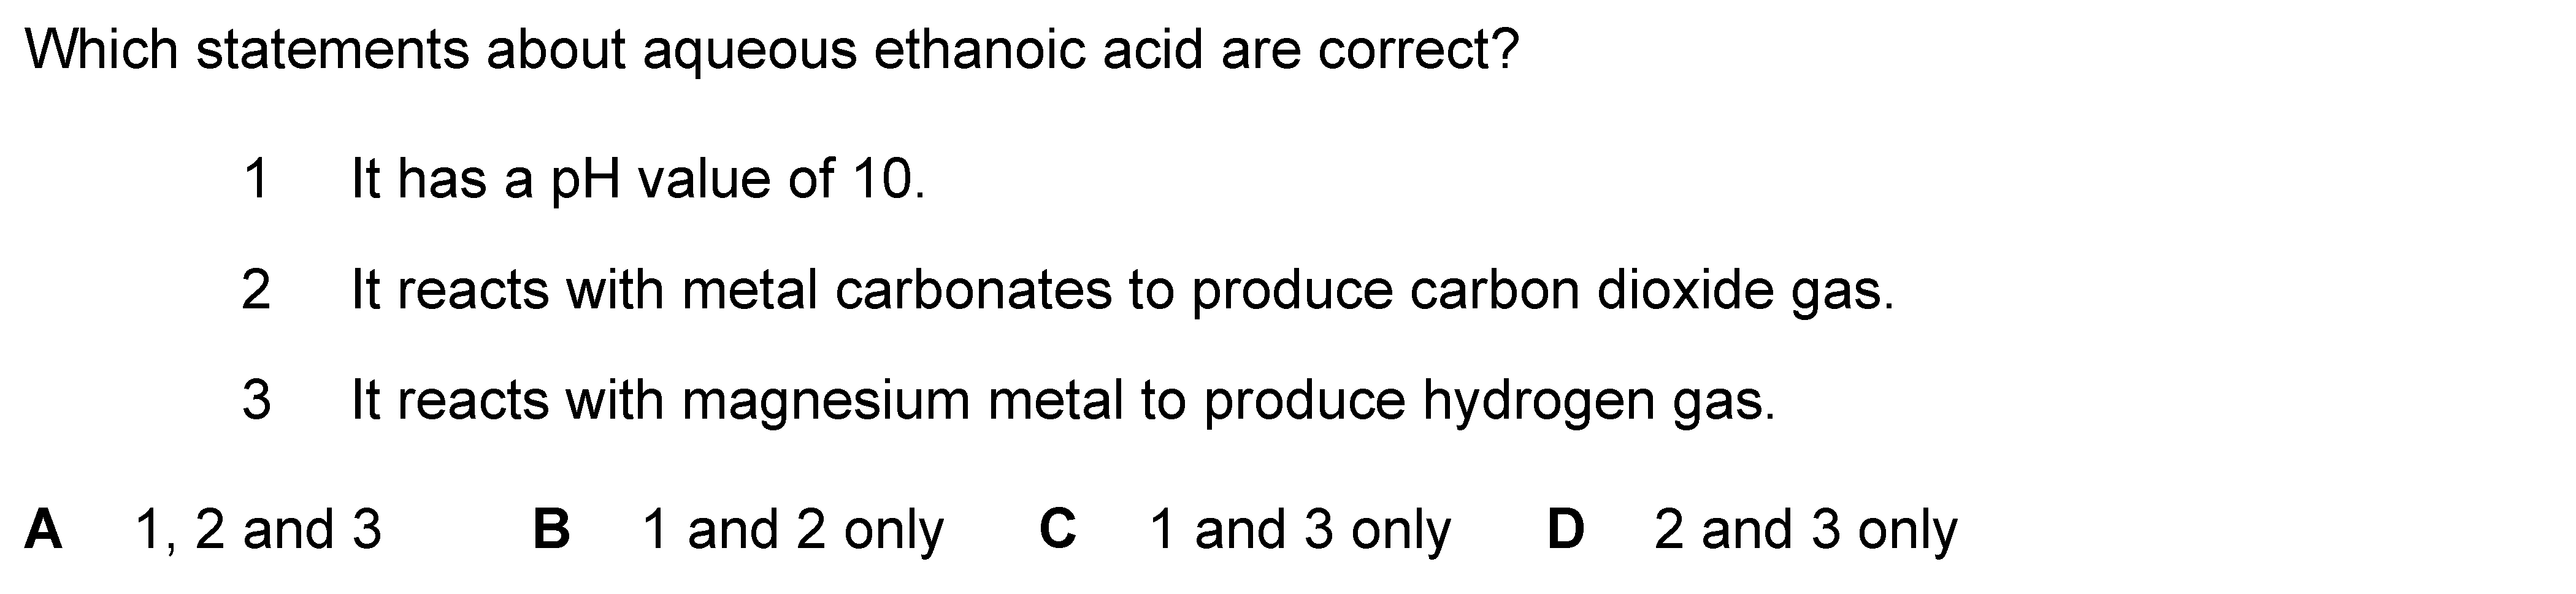 Which statements about aqueous ethanoic acid are correct?
1 It has a pH value of 10.
2 It reacts with metal carbonates to produce carbon dioxide gas.
3 It reacts with magnesium metal to produce hydrogen gas.
A 1, 2 and 3 B 1 and 2 only C 1 and 3 only D 2 and 3 only